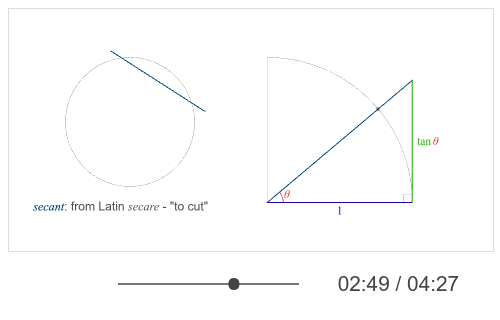 tan θ
θ
secant: from Latin secare - "to cut"
1
02:49 / 04:27